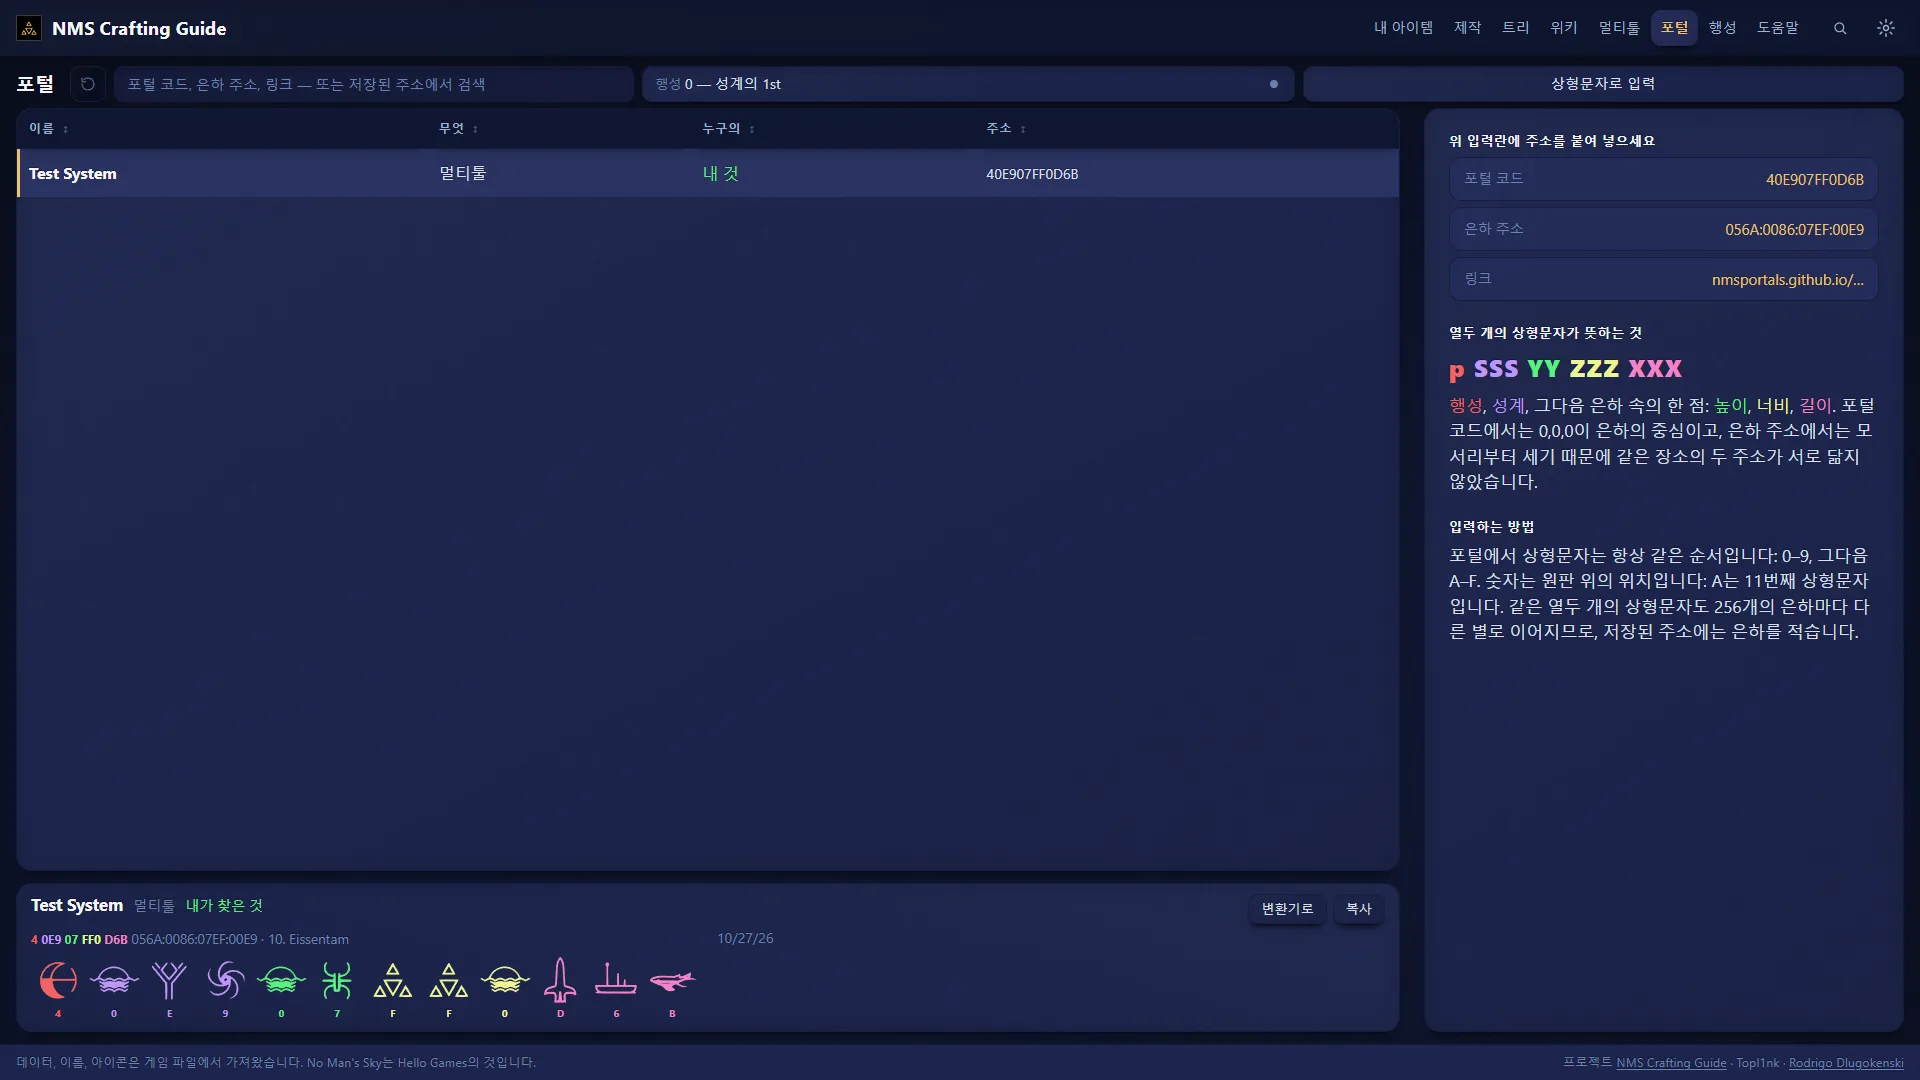 NMS Crafting Guide
내 아이템 제작 트리 위키 멀티툴 포털 행성 도움말
포털
포털 코드, 은하 주소, 링크 — 또는 저장된 주소에서 검색
행성 0 — 성계의 1st
상형문자로 입력
이름 무엇 누구의 주소
Test System 멀티툴 내 것 40E907FF0D6B
위 입력란에 주소를 붙여 넣으세요
포털 코드 40E907FF0D6B
은하 주소 056A:0086:07EF:00E9
링크 nmsportals.github.io/...
열두 개의 상형문자가 뜻하는 것
p SSS YY ZZZ XXX
행성, 성계, 그다음 은하 속의 한 점: 높이, 너비, 길이. 포털
코드에서는 0,0,0이 은하의 중심이고, 은하 주소에서는 모
서리부터 세기 때문에 같은 장소의 두 주소가 서로 닮지
않았습니다.
입력하는 방법
포털에서 상형문자는 항상 같은 순서입니다: 0–9, 그다음
A–F. 숫자는 원판 위의 위치입니다: A는 11번째 상형문자
입니다. 같은 열두 개의 상형문자도 256개의 은하마다 다
른 별로 이어지므로, 저장된 주소에는 은하를 적습니다.
Test System 멀티툴 내가 찾은 것
변환기로 복사
4 0E9 07 FF0 D6B 056A:0086:07EF:00E9 · 10. Eissentam
10/27/26
4 0 E 9 0 7 F F 0 D 6 B
데이터, 이름, 아이콘은 게임 파일에서 가져왔습니다. No Man's Sky는 Hello Games의 것입니다.
프로젝트 NMS Crafting Guide · Topl1nk · Rodrigo Dlugokenski